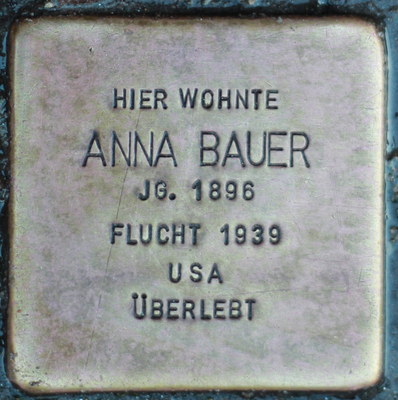 HIER WOHNTE
ANNA BAUER
JG. 1896
FLUCHT 1939
USA
ÜBERLEBT